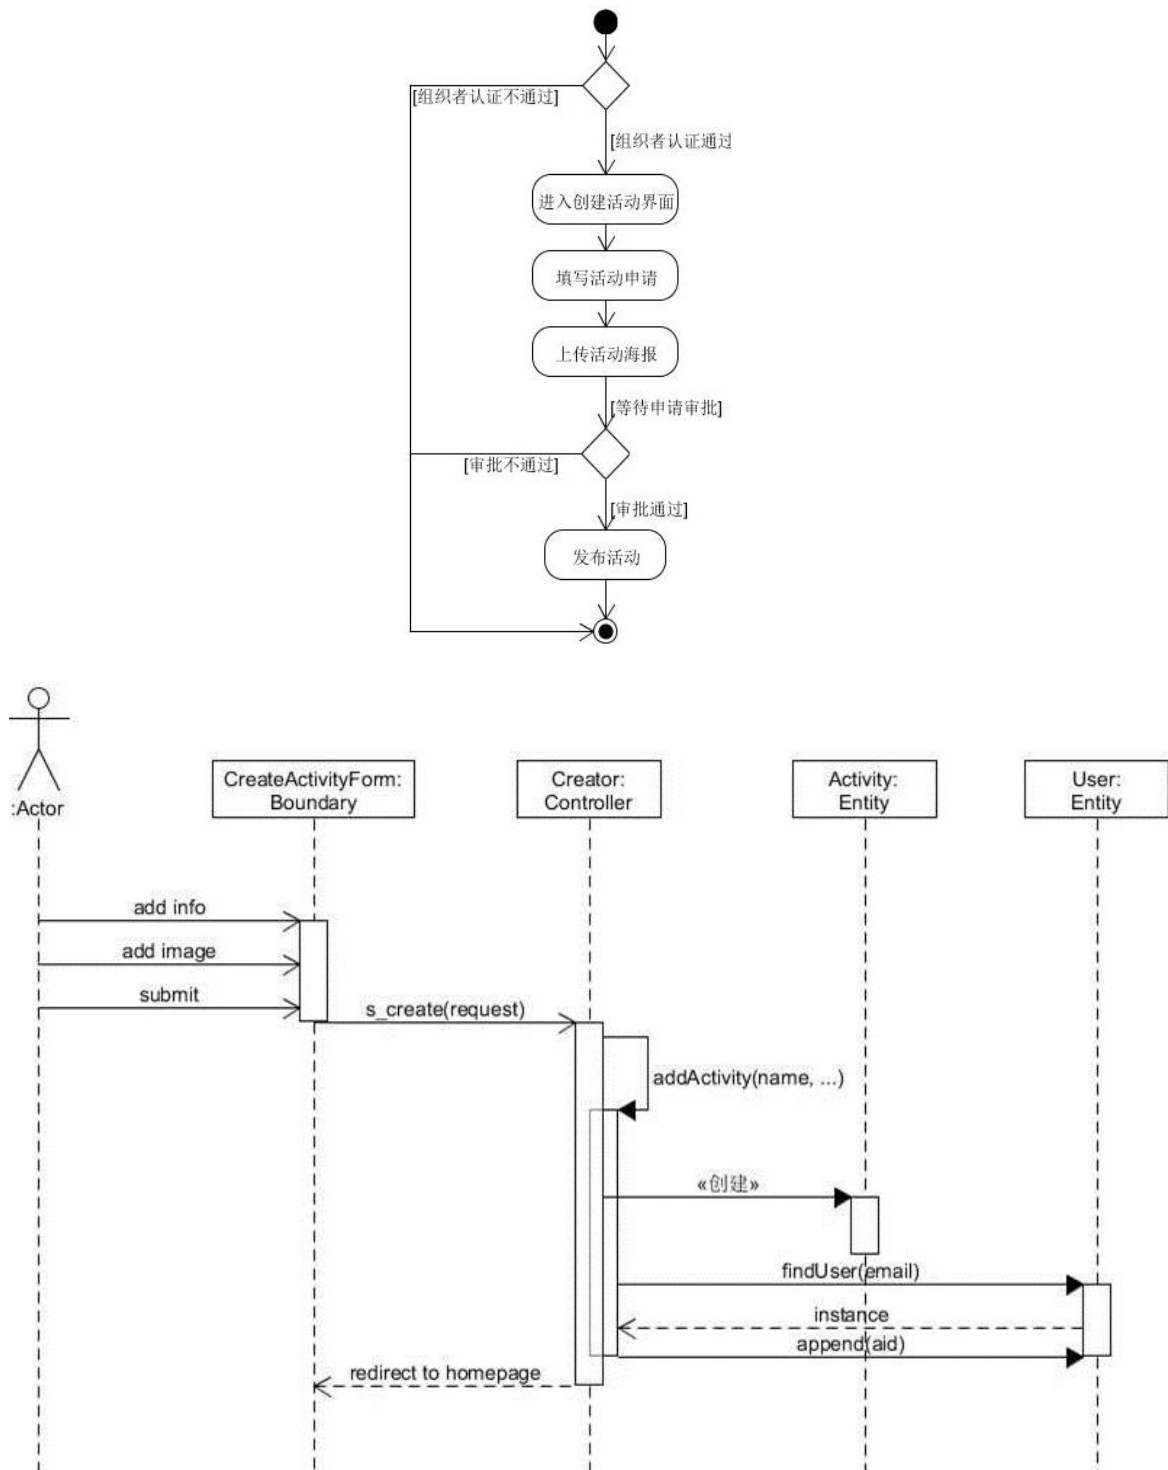 [组织者认证不通过]
[组织者认证通过
进入创建活动界面
填写活动申请
上传活动海报
[等待申请审批]
[审批不通过]
[审批通过]
发布活动
:Actor
CreateActivityForm:
Boundary
Creator:
Controller
Activity:
Entity
User:
Entity
add info
add image
submit
s_create(request)
addActivity(name, ...)
«创建»
findUser(email)
instance
append(aid)
redirect to homepage